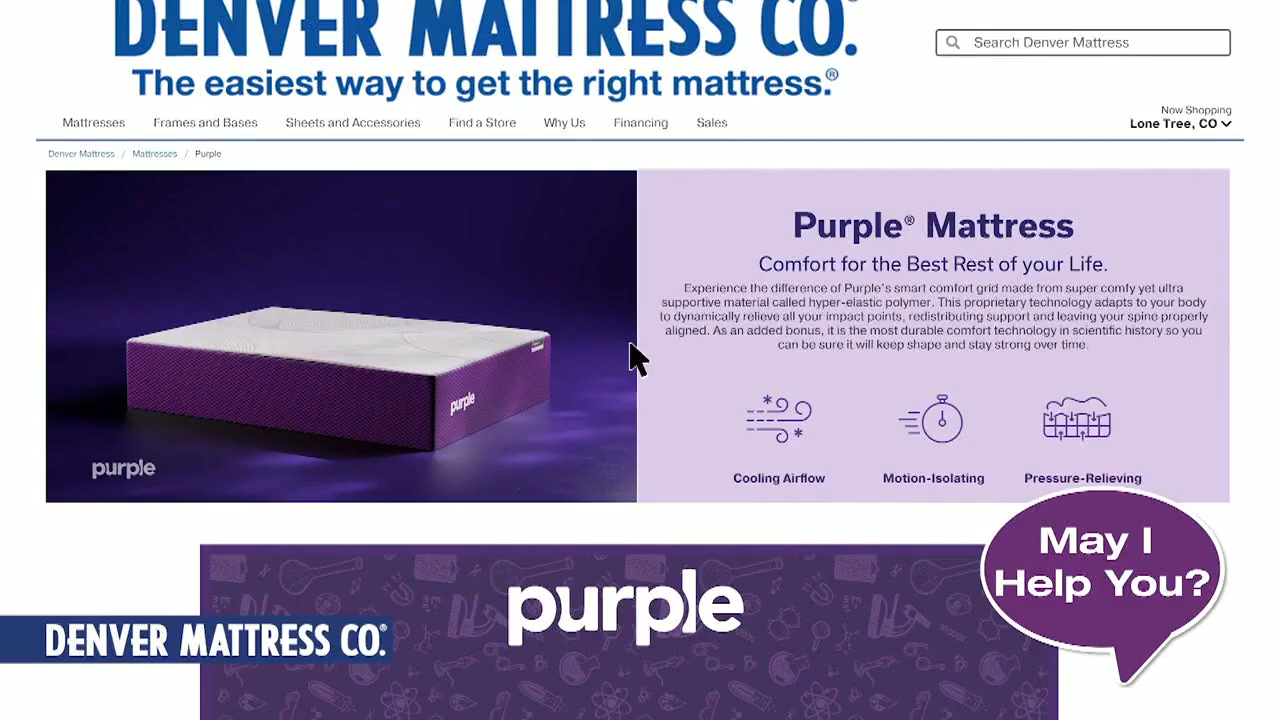 DENVER MATTRESS CO.®
The easiest way to get the right mattress.®
Search Denver Mattress
Mattresses Frames and Bases Sheets and Accessories Find a Store Why Us Financing Sales
Now Shopping
Lone Tree, CO
Denver Mattress / Mattresses / Purple
Purple® Mattress
Comfort for the Best Rest of your Life.
Experience the difference of Purple's smart comfort grid made from super comfy yet ultra
supportive material called hyper-elastic polymer. This proprietary technology adapts to your body
to dynamically relieve all your impact points, redistributing support and leaving your spine properly
aligned. As an added bonus, it is the most durable comfort technology in scientific history so you
can be sure it will keep shape and stay strong over time.
purple
purple
Cooling Airflow Motion-Isolating Pressure-Relieving
May I
Help You?
purple
DENVER MATTRESS CO.®